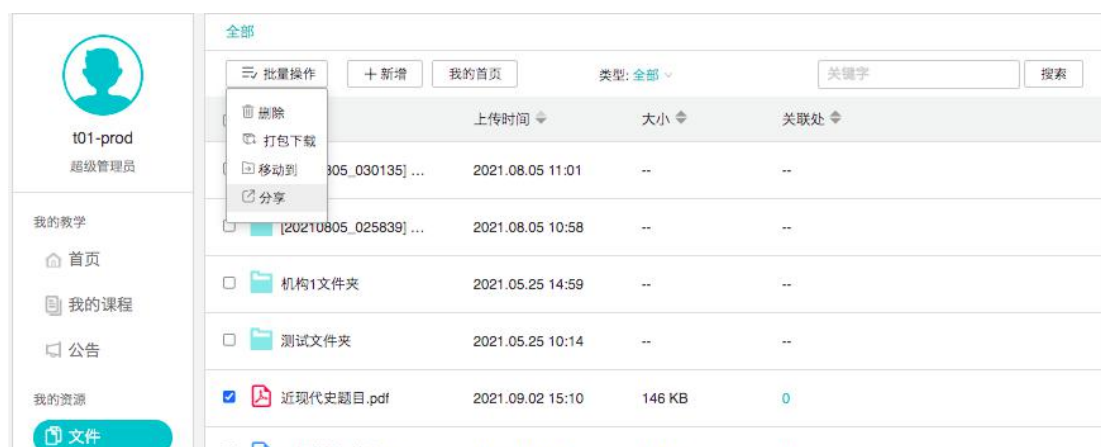 t01-prod
超级管理员
我的教学
首页
我的课程
公告
我的资源
文件
全部
批量操作 新增 我的首页 类型: 全部 关键字 搜索
删除
打包下载
移动到
分享
上传时间 大小 关联处
305_030135] ... 2021.08.05 11:01 -- --
[20210805_025839] ... 2021.08.05 10:58 -- --
机构1文件夹 2021.05.25 14:59 -- --
测试文件夹 2021.05.25 10:14 -- --
近现代史题目.pdf 2021.09.02 15:10 146 KB 0